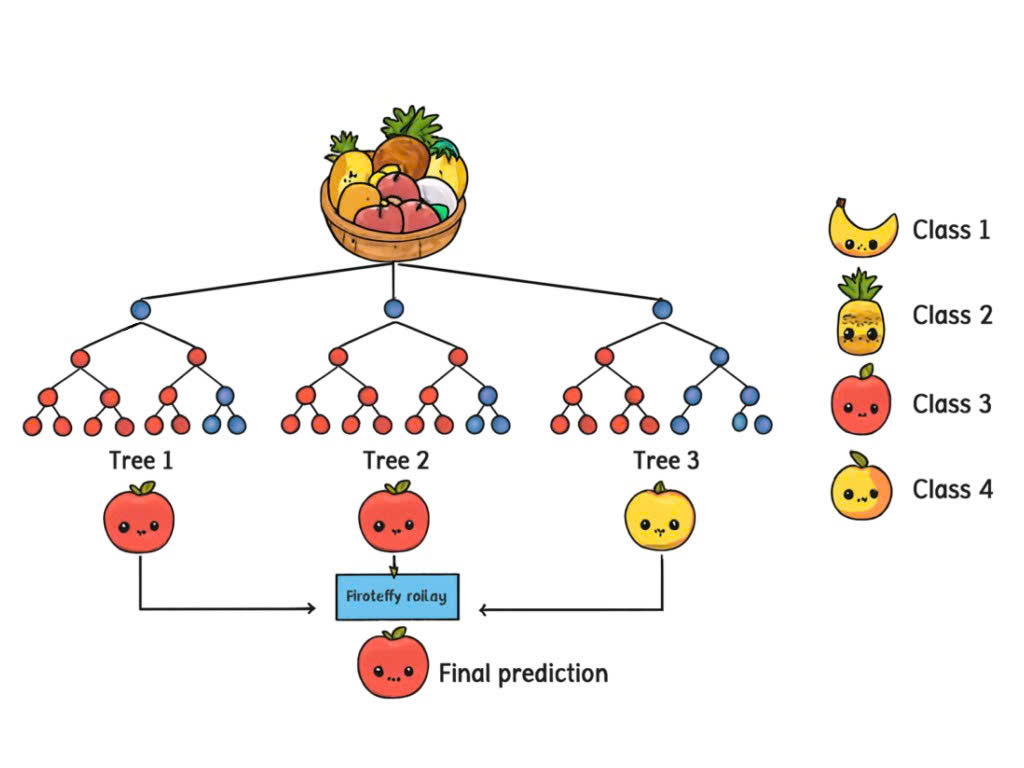 Class 1
Class 2
Class 3
Class 4
Tree 1
Tree 2
Tree 3
Firoteffy roilay
Final prediction